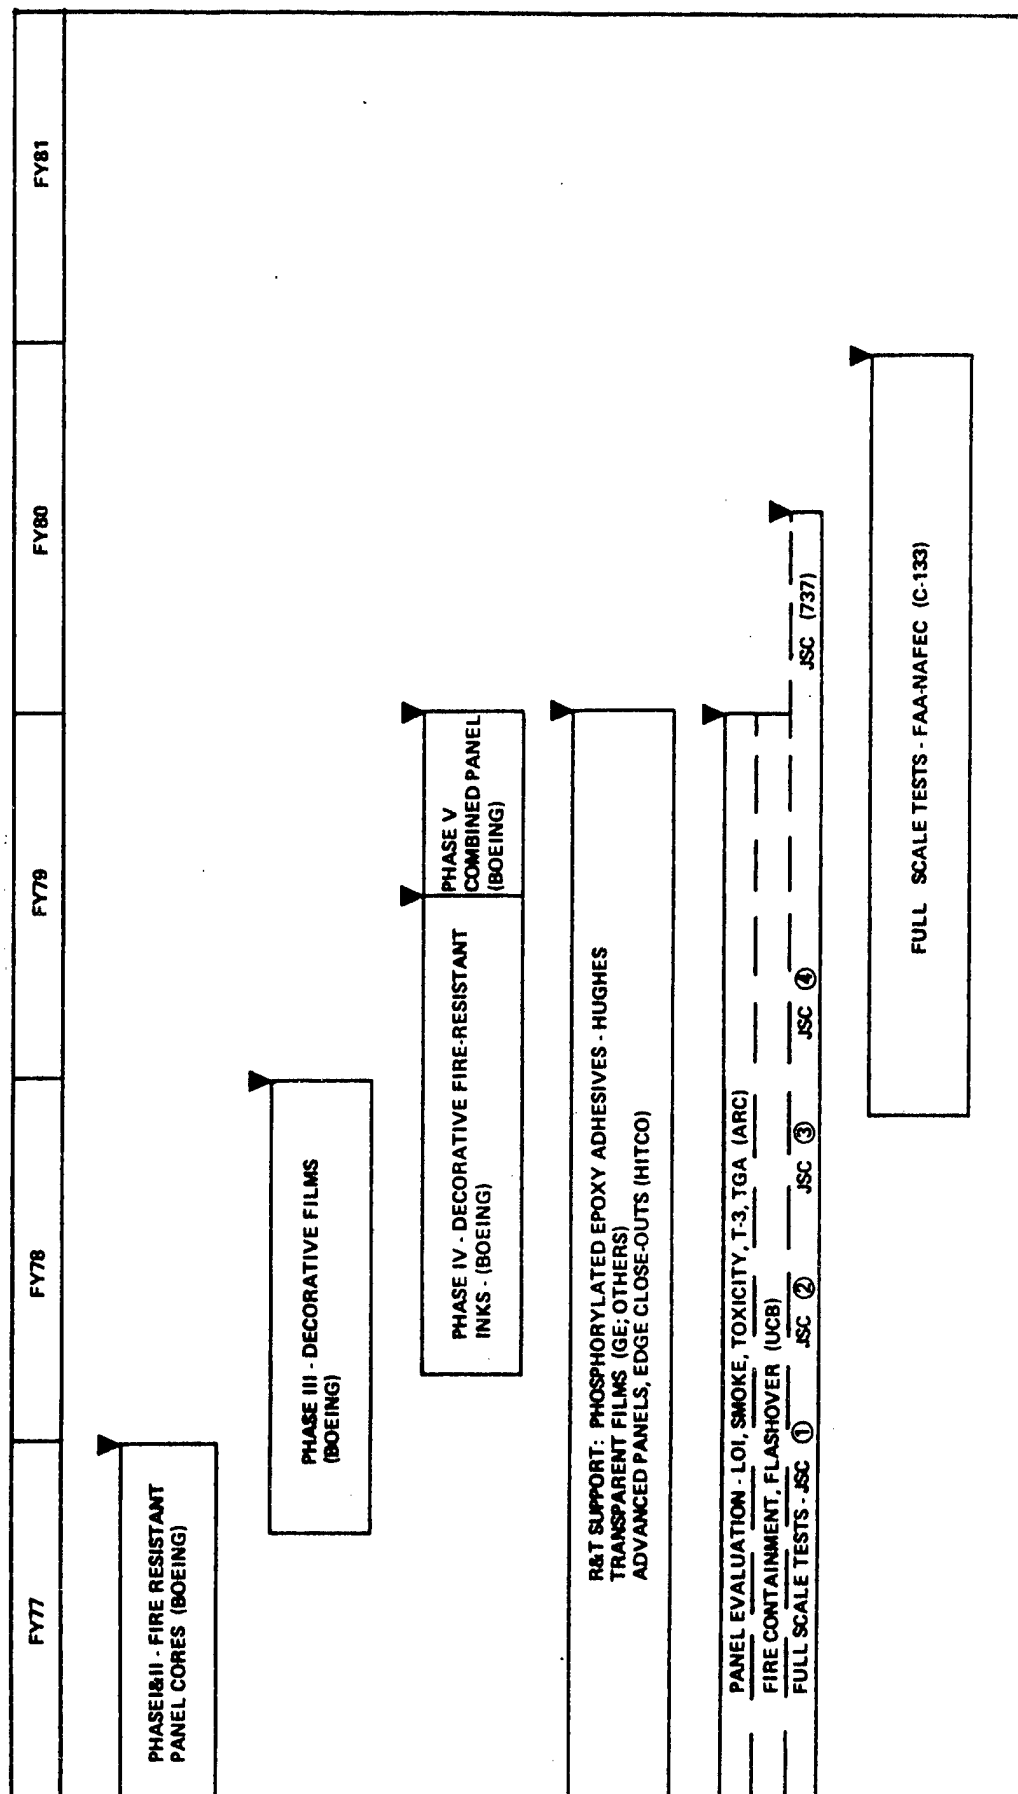 FY77
FY78
FY79
FY80
FY81
PHASEI&II - FIRE RESISTANT
PANEL CORES (BOEING)
PHASE III - DECORATIVE FILMS
(BOEING)
PHASE IV - DECORATIVE FIRE-RESISTANT
INKS - (BOEING)
PHASE V
COMBINED PANEL
(BOEING)
R&T SUPPORT: PHOSPHORYLATED EPOXY ADHESIVES - HUGHES
TRANSPARENT FILMS (GE; OTHERS)
ADVANCED PANELS, EDGE CLOSE-OUTS (HITCO)
PANEL EVALUATION - LOI, SMOKE, TOXICITY, T-3, TGA (ARC)
FIRE CONTAINMENT, FLASHOVER (UCB)
FULL SCALE TESTS - JSC ① JSC ② JSC ③ JSC ④ JSC (737)
FULL SCALE TESTS - FAA-NAFEC (C-133)